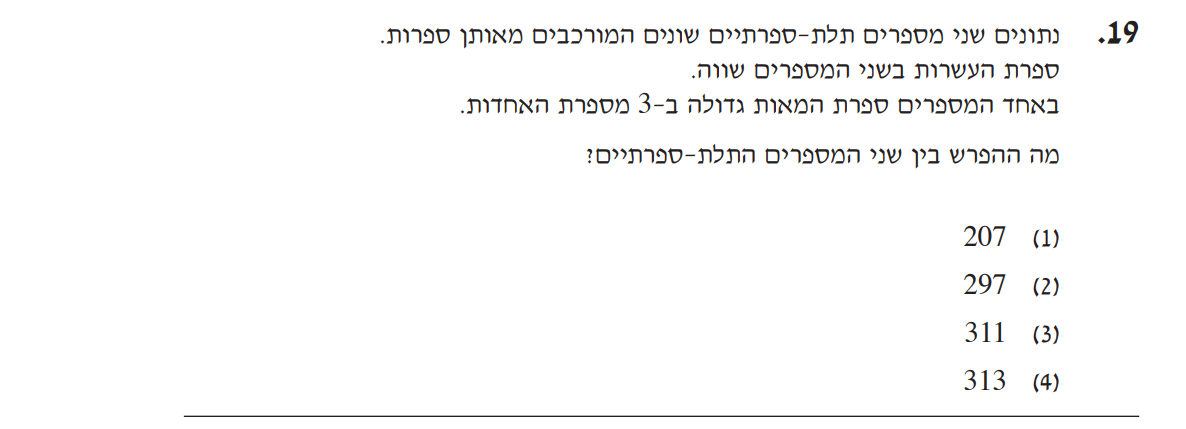 19. נתונים שני מספרים תלת-ספרתיים שונים המורכבים מאותן ספרות.
ספרת העשרות בשני המספרים שווה.
באחד המספרים ספרת המאות גדולה ב-3 מספרת האחדות.
מה ההפרש בין שני המספרים התלת-ספרתיים?
(1) 207
(2) 297
(3) 311
(4) 313